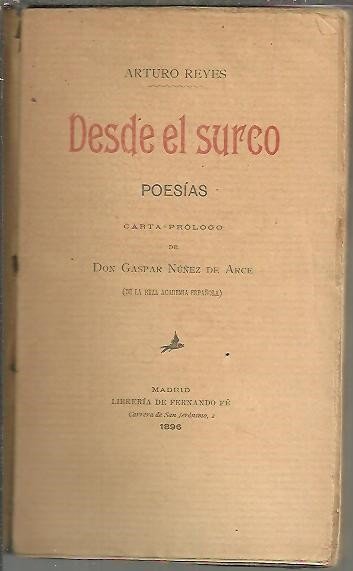 ARTURO REYES
Desde el surco
POESÍAS
CARTA-PRÓLOGO
DE
DON GASPAR NÚÑEZ DE ARCE
(DE LA REAL ACADEMIA ESPAÑOLA)
MADRID
LIBRERÍA DE FERNANDO FÉ
Carrera de San Jerónimo, 2
1896